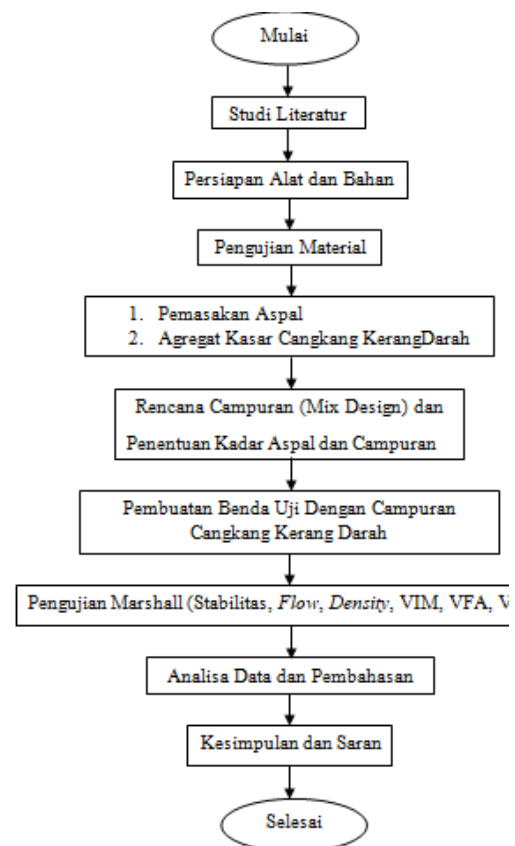 Mulai
Studi Literatur
Persiapan Alat dan Bahan
Pengujian Material
1. Pemasakan Aspal
2. Agregat Kasar Cangkang KerangDarah
Rencana Campuran (Mix Design) dan
Penentuan Kadar Aspal dan Campuran
Pembuatan Benda Uji Dengan Campuran
Cangkang Kerang Darah
Pengujian Marshall (Stabilitas, Flow, Density, VIM, VFA,
Analisa Data dan Pembahasan
Kesimpulan dan Saran
Selesai